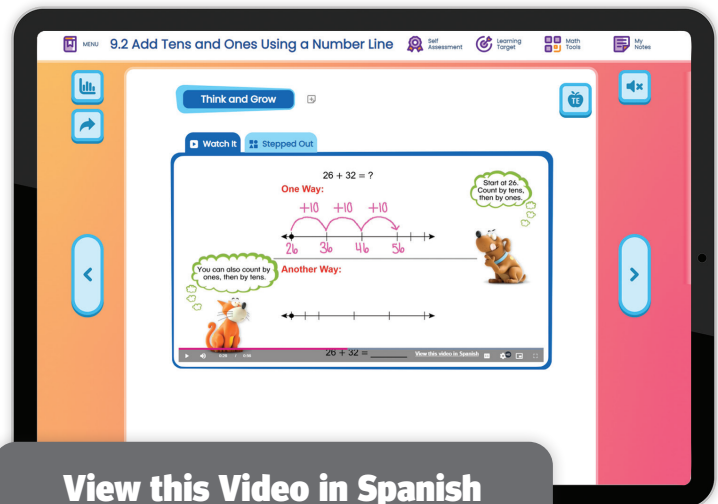 MENU
9.2 Add Tens and Ones Using a Number Line
Self Assessment
Learning Target
Math Tools
My Notes
Think and Grow
TE
Watch It
Stepped Out
26 + 32 = ?
One Way:
Start at 26.
Count by tens,
then by ones.
+10 +10 +10
26 36 46 56
You can also count by
ones, then by tens.
Another Way:
26 + 32 = ________
View this video in Spanish
View this Video in Spanish